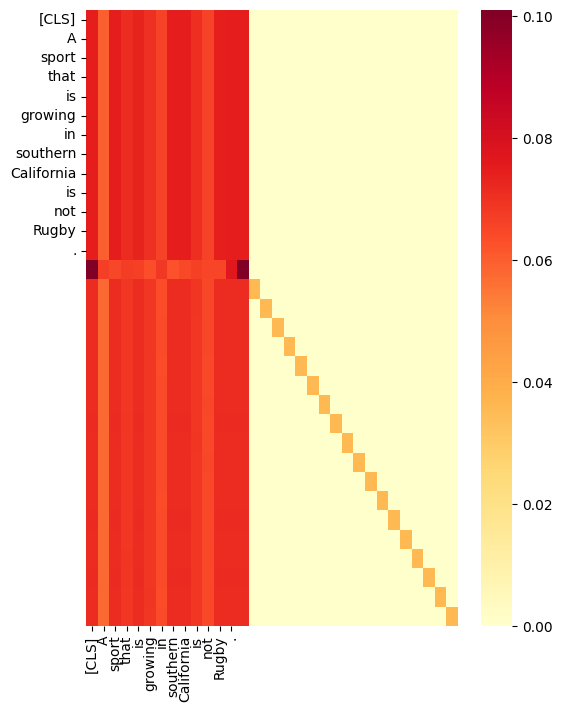 [CLS]
A
sport
that
is
growing
in
southern
California
is
not
Rugby
.
0.10
0.08
0.06
0.04
0.02
0.00
[CLS]
A
sport
that
is
growing
in
southern
California
is
not
Rugby
.